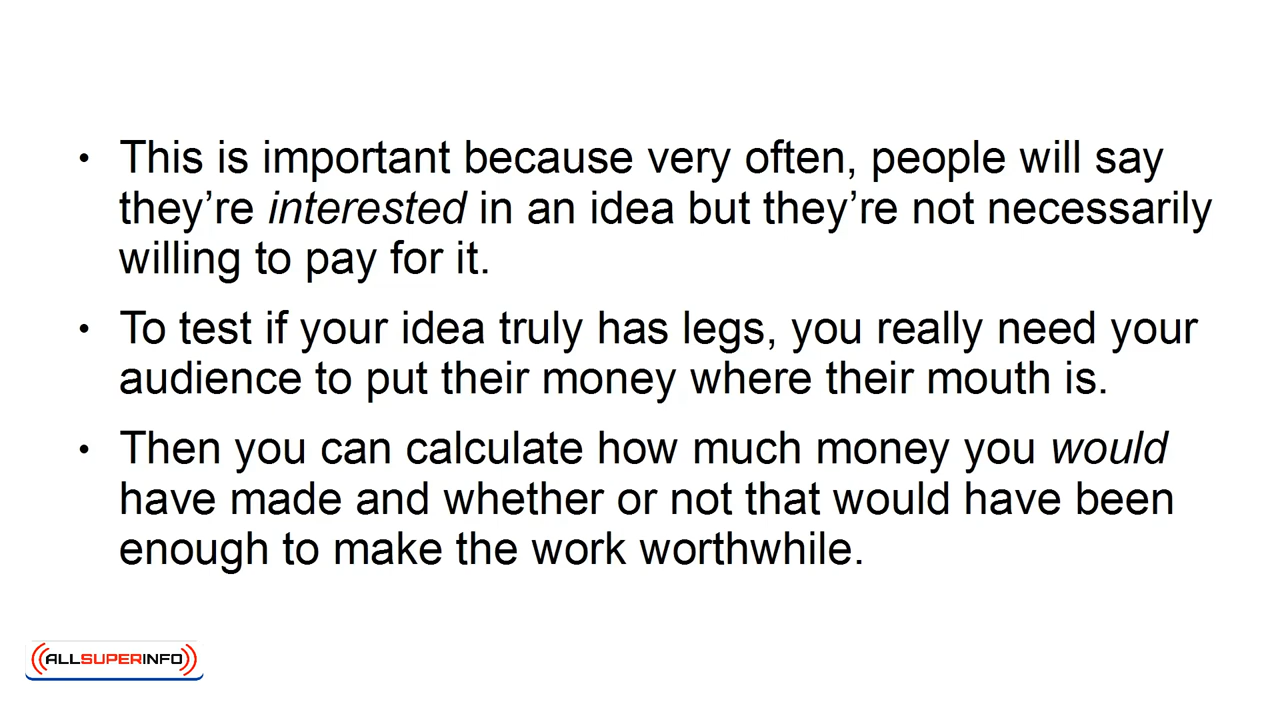 • This is important because very often, people will say
they’re interested in an idea but they’re not necessarily
willing to pay for it.
• To test if your idea truly has legs, you really need your
audience to put their money where their mouth is.
• Then you can calculate how much money you would
have made and whether or not that would have been
enough to make the work worthwhile.
ALLSUPERINFO